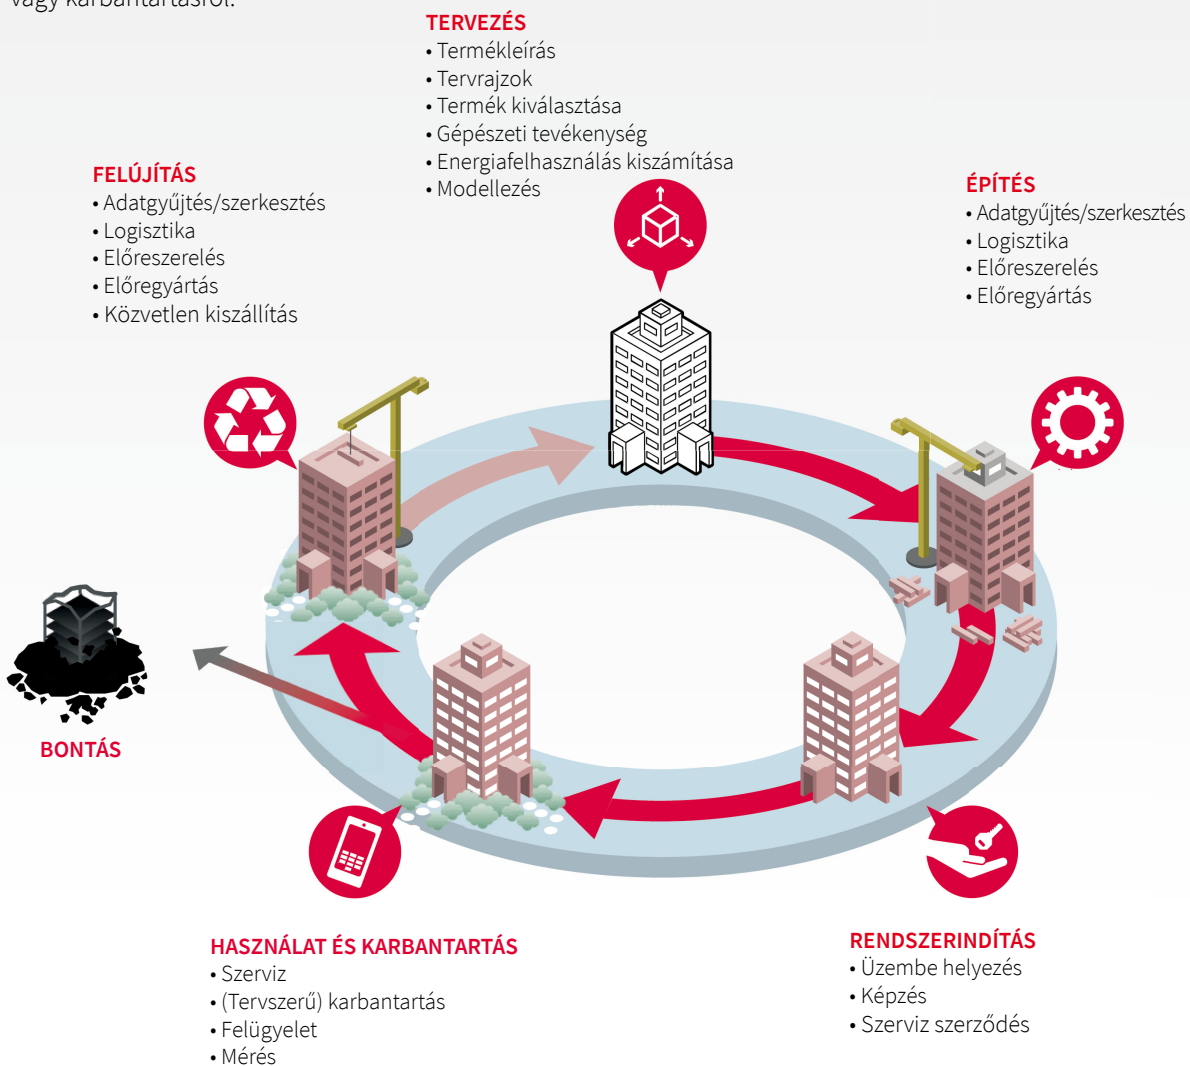 vagy karbantartásról.
TERVEZÉS
• Termékleírás
• Tervrajzok
• Termék kiválasztása
• Gépészeti tevékenység
• Energiafelhasználás kiszámítása
• Modellezés
FELÚJÍTÁS
• Adatgyűjtés/szerkesztés
• Logisztika
• Előreszerelés
• Előregyártás
• Közvetlen kiszállítás
ÉPÍTÉS
• Adatgyűjtés/szerkesztés
• Logisztika
• Előreszerelés
• Előregyártás
BONTÁS
HASZNÁLAT ÉS KARBANTARTÁS
• Szerviz
• (Tervszerű) karbantartás
• Felügyelet
• Mérés
RENDSZERINDÍTÁS
• Üzembe helyezés
• Képzés
• Szerviz szerződés